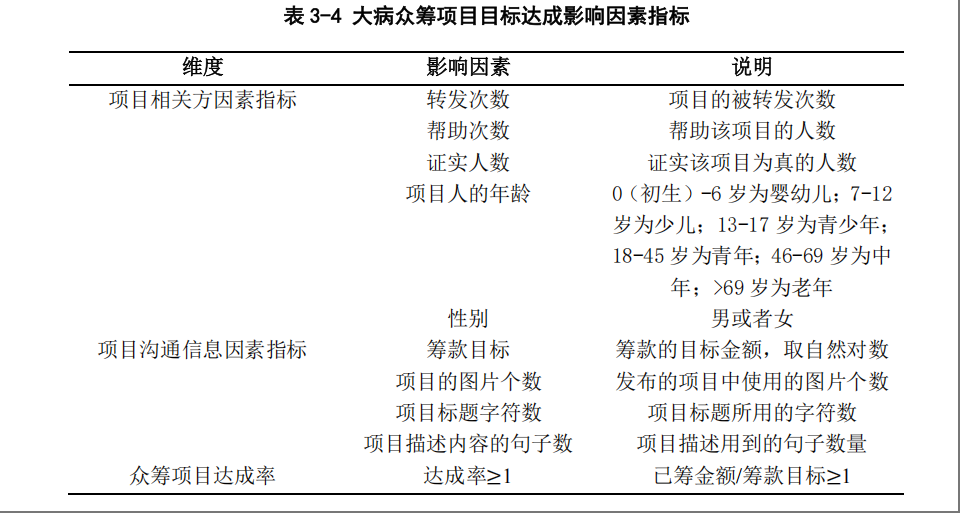 表 3-4 大病众筹项目目标达成影响因素指标
维度 影响因素 说明
项目相关方因素指标 转发次数 项目的被转发次数
帮助次数 帮助该项目的人数
证实人数 证实该项目为真的人数
项目人的年龄 0（初生）-6 岁为婴幼儿；7-12
岁为少儿；13-17 岁为青少年；
18-45 岁为青年；46-69 岁为中
年；>69 岁为老年
性别 男或者女
项目沟通信息因素指标 筹款目标 筹款的目标金额，取自然对数
项目的图片个数 发布的项目中使用的图片个数
项目标题字符数 项目标题所用的字符数
项目描述内容的句子数 项目描述用到的句子数量
众筹项目达成率 达成率≥1 已筹金额/筹款目标≥1